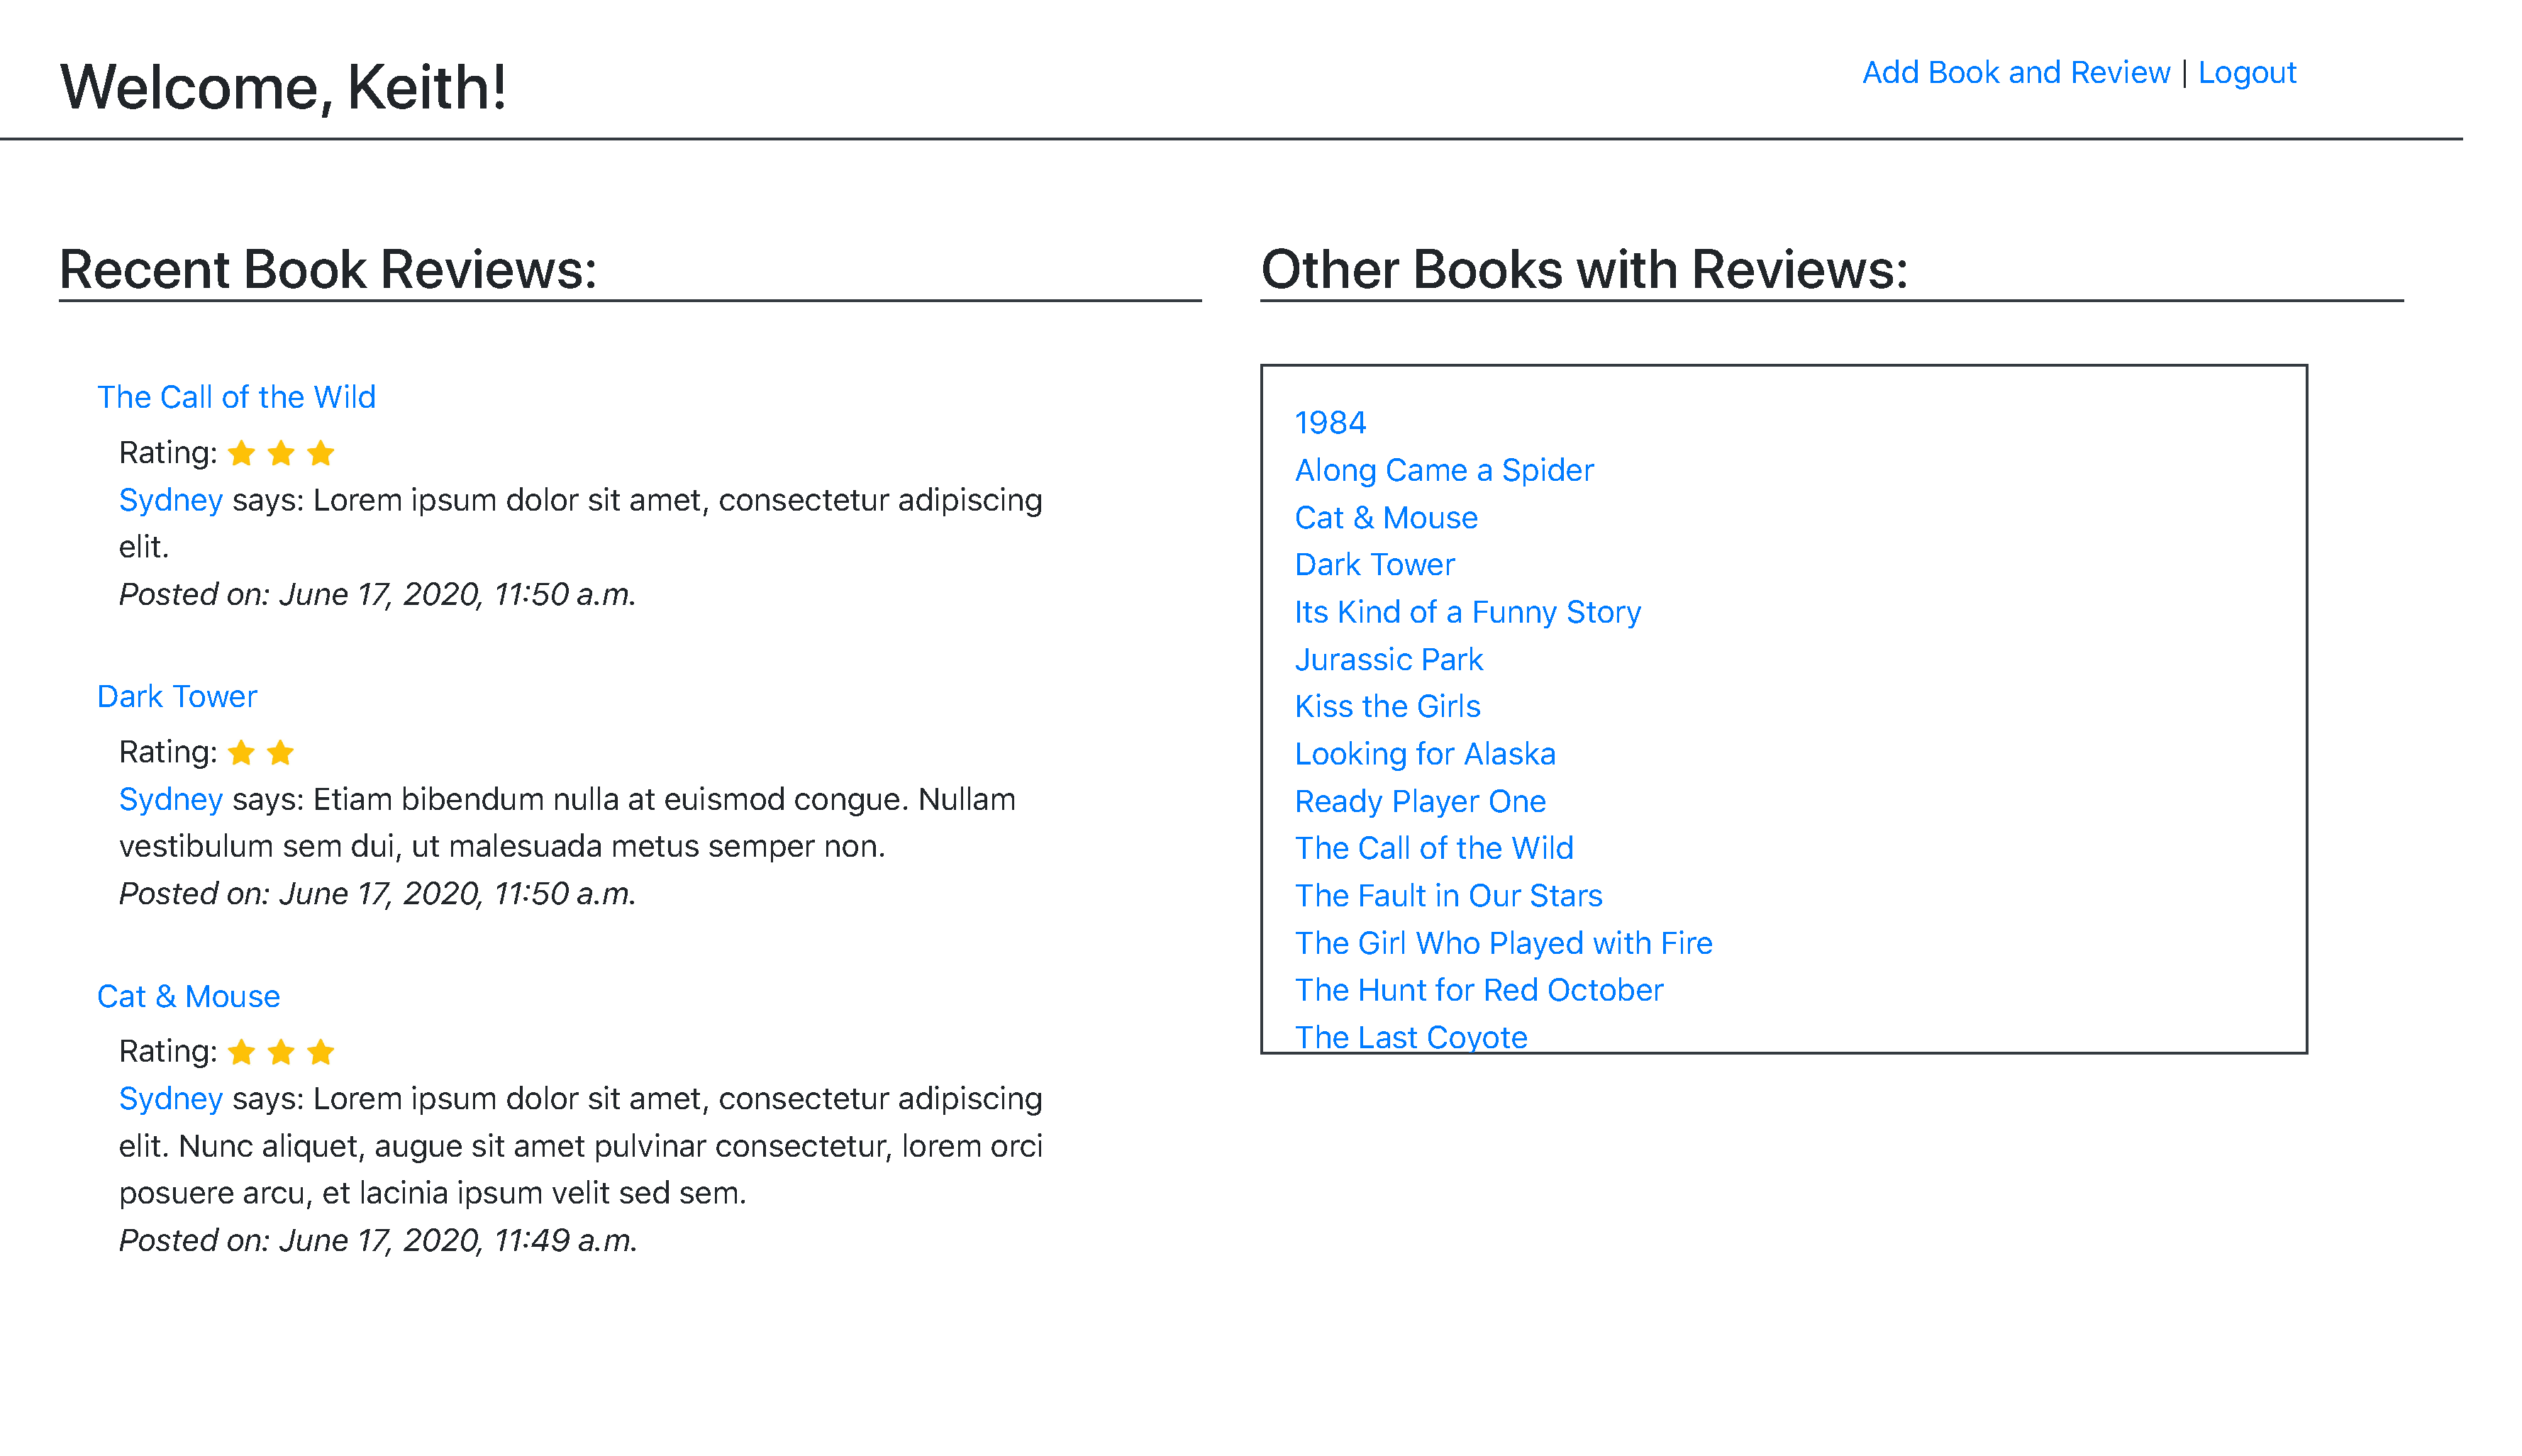 Welcome, Keith!
Add Book and Review | Logout
Recent Book Reviews:
The Call of the Wild
Rating:
Sydney says: Lorem ipsum dolor sit amet, consectetur adipiscing
elit.
Posted on: June 17, 2020, 11:50 a.m.
Dark Tower
Rating:
Sydney says: Etiam bibendum nulla at euismod congue. Nullam
vestibulum sem dui, ut malesuada metus semper non.
Posted on: June 17, 2020, 11:50 a.m.
Cat & Mouse
Rating:
Sydney says: Lorem ipsum dolor sit amet, consectetur adipiscing
elit. Nunc aliquet, augue sit amet pulvinar consectetur, lorem orci
posuere arcu, et lacinia ipsum velit sed sem.
Posted on: June 17, 2020, 11:49 a.m.
Other Books with Reviews:
1984
Along Came a Spider
Cat & Mouse
Dark Tower
Its Kind of a Funny Story
Jurassic Park
Kiss the Girls
Looking for Alaska
Ready Player One
The Call of the Wild
The Fault in Our Stars
The Girl Who Played with Fire
The Hunt for Red October
The Last Coyote